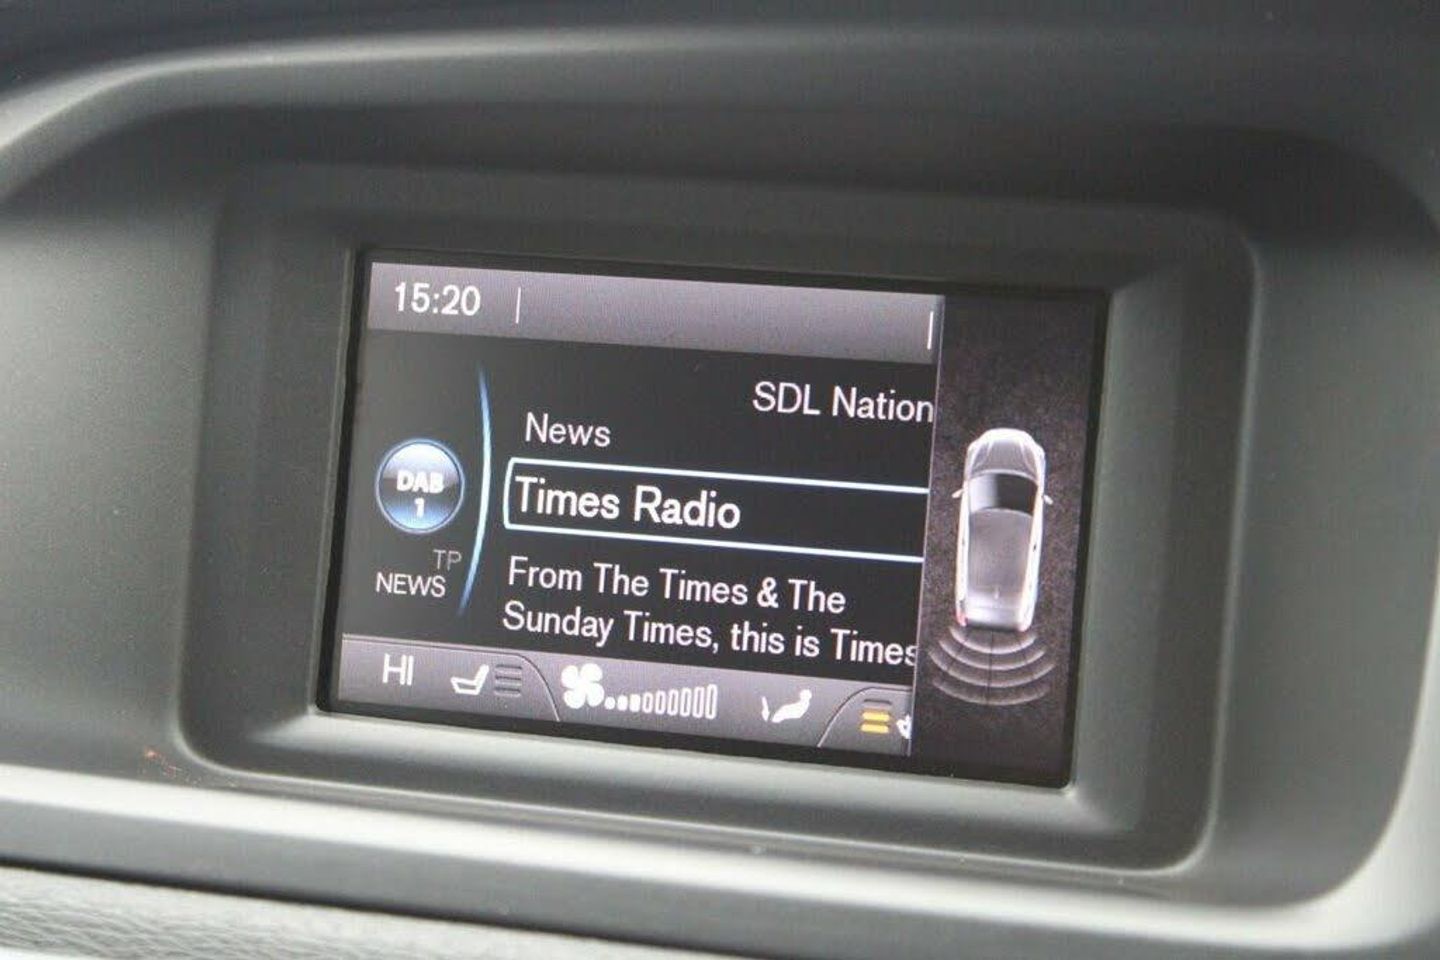 15:20
SDL Nation
News
DAB
1
Times Radio
TP
NEWS
From The Times & The
Sunday Times, this is Times
HI